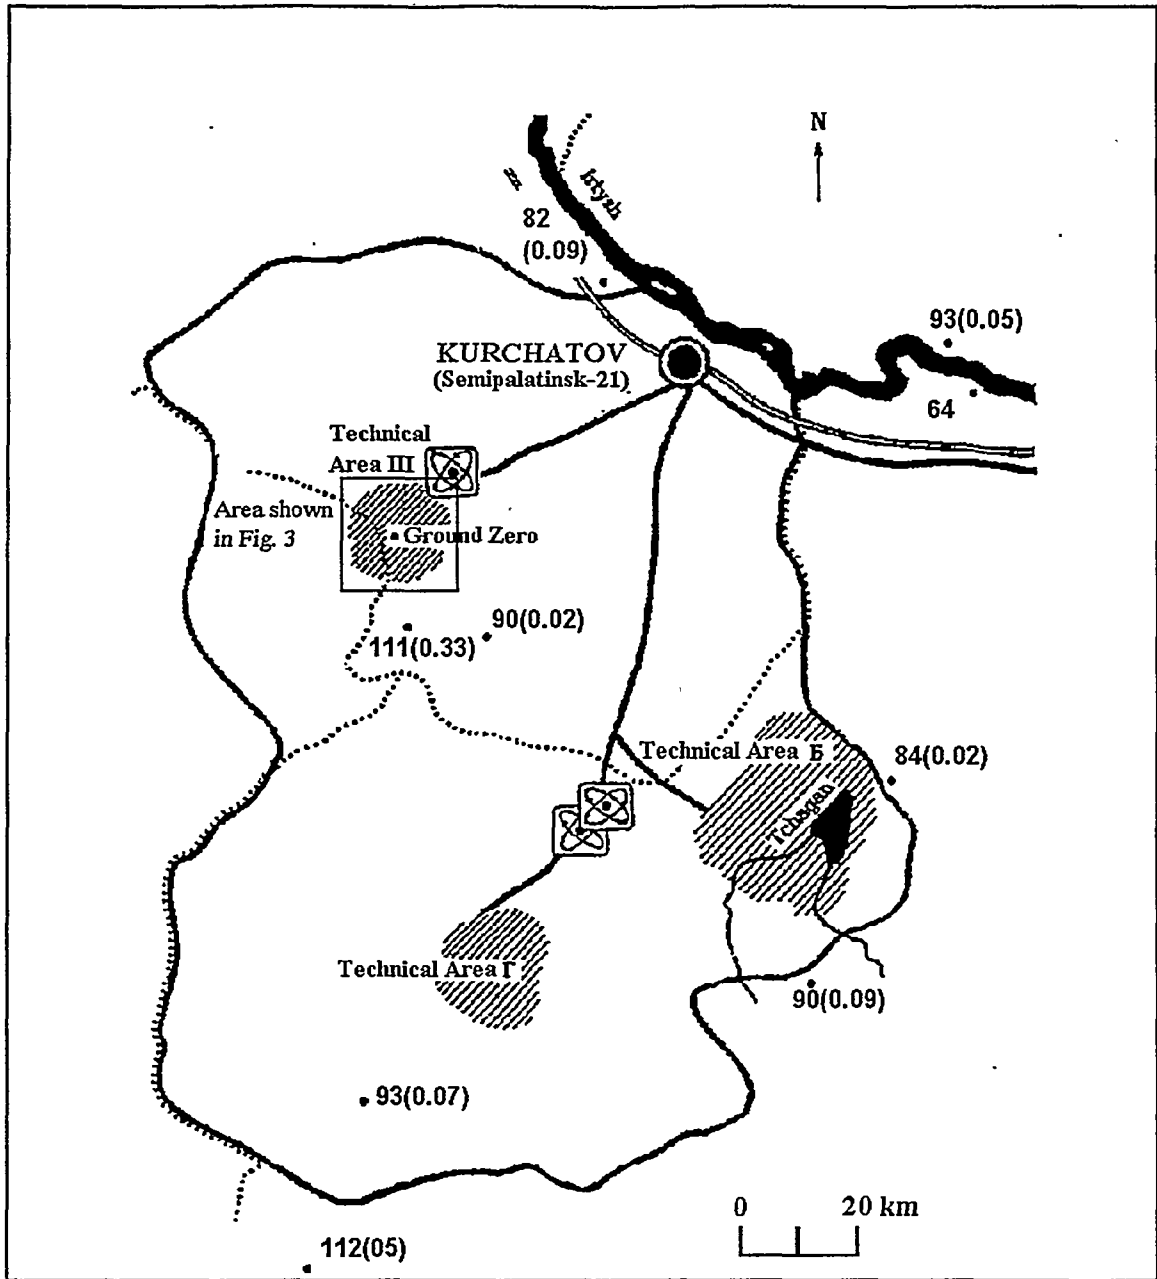 N
Irtyzh
82
(0.09)
93(0.05)
KURCHATOV
(Semipalatinsk-21)
64
Technical
Area III
Area shown
in Fig. 3
Ground Zero
90(0.02)
111(0.33)
Technical Area Б
84(0.02)
Tchagan
Technical Area Г
90(0.09)
93(0.07)
0 20 km
112(05)